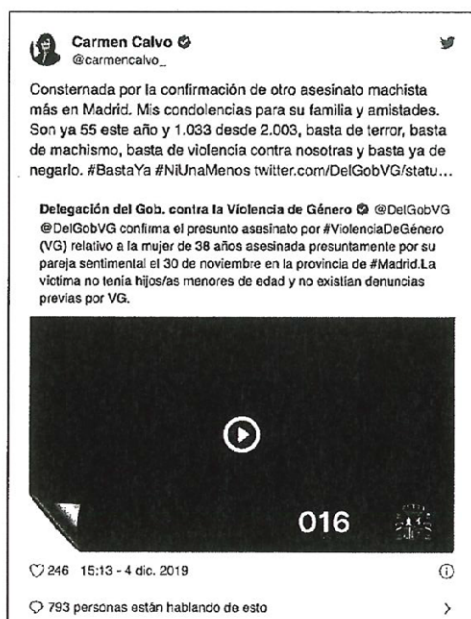 Carmen Calvo
@carmencalvo_
Consternada por la confirmación de otro asesinato machista
más en Madrid. Mis condolencias para su familia y amistades.
Son ya 55 este año y 1.033 desde 2.003, basta de terror, basta
de machismo, basta de violencia contra nosotras y basta ya de
negarlo. #BastaYa #NiUnaMenos twitter.com/DelGobVG/statu…
Delegación del Gob. contra la Violencia de Género @DelGobVG
@DelGobVG confirma el presunto asesinato por #ViolenciaDeGénero
(VG) relativo a la mujer de 38 años asesinada presuntamente por su
pareja sentimental el 30 de noviembre en la provincia de #Madrid.La
víctima no tenía hijos/as menores de edad y no existían denuncias
previas por VG.
016
246 15:13 - 4 dic. 2019
793 personas están hablando de esto